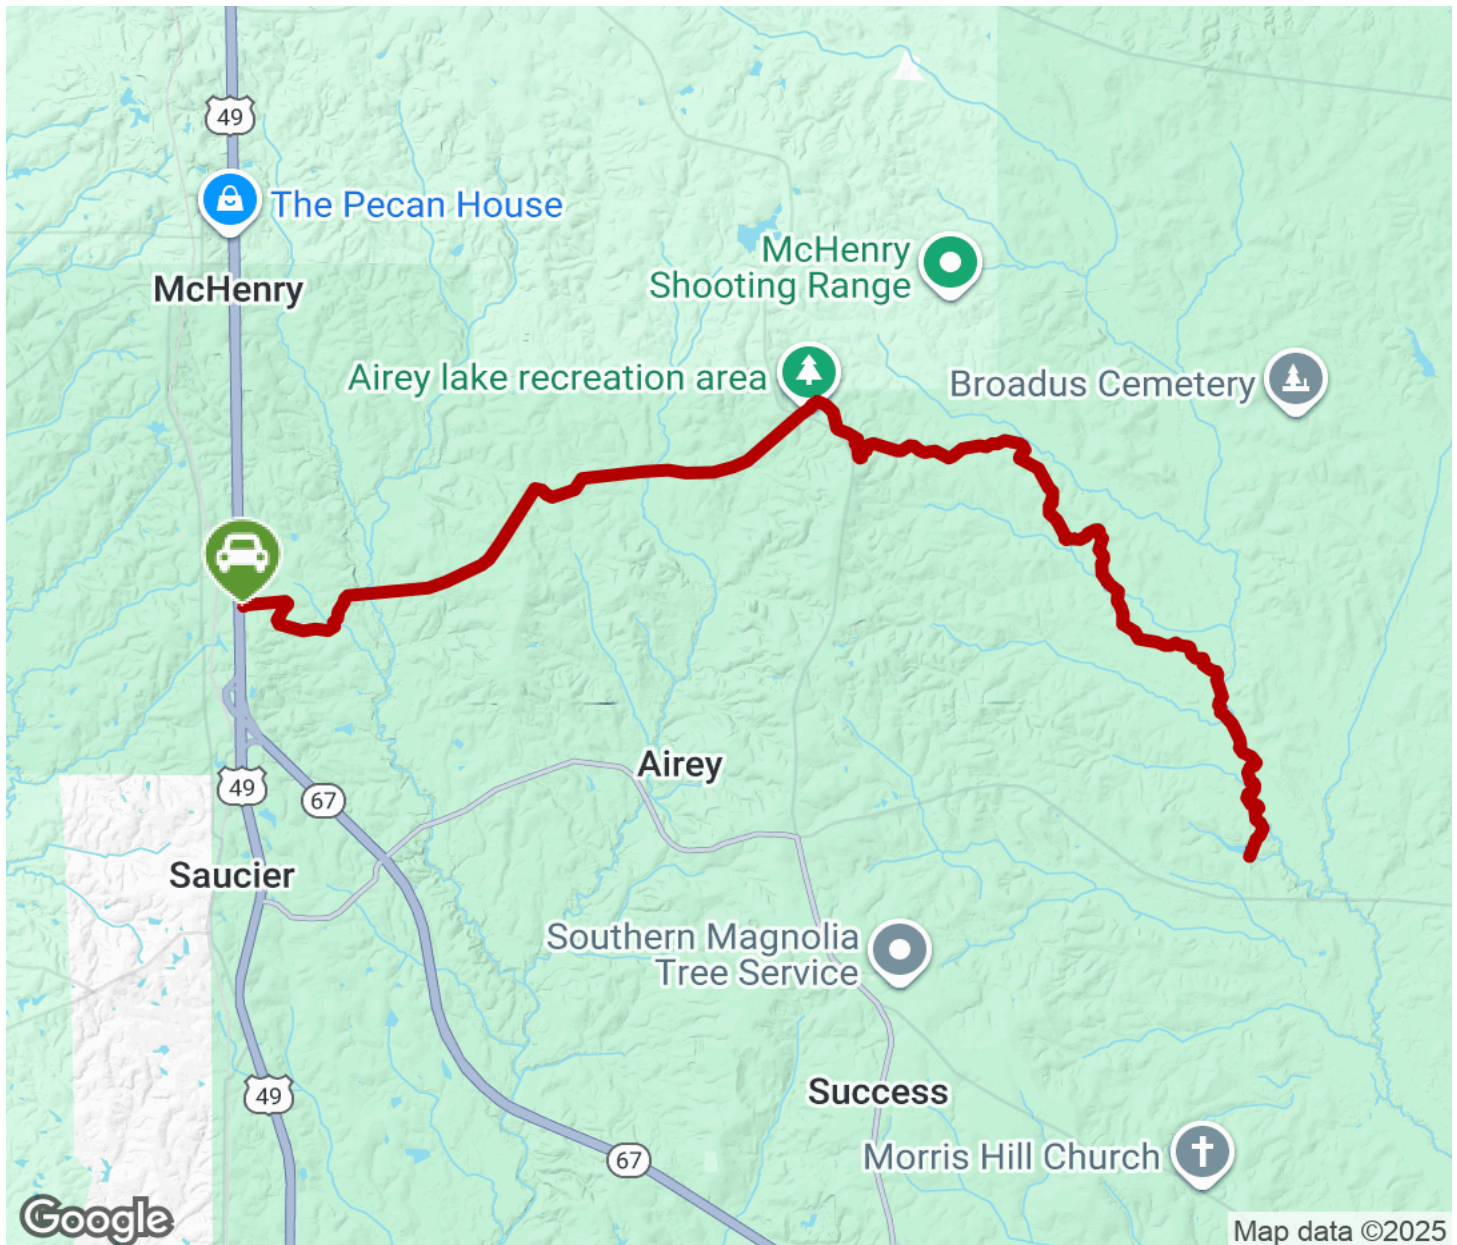 49
The Pecan House
McHenry
McHenry
Shooting Range
Airey lake recreation area
Broadus Cemetery
Airey
49
67
Saucier
Southern Magnolia
Tree Service
49
Success
67
Morris Hill Church
Google
Map data ©2025